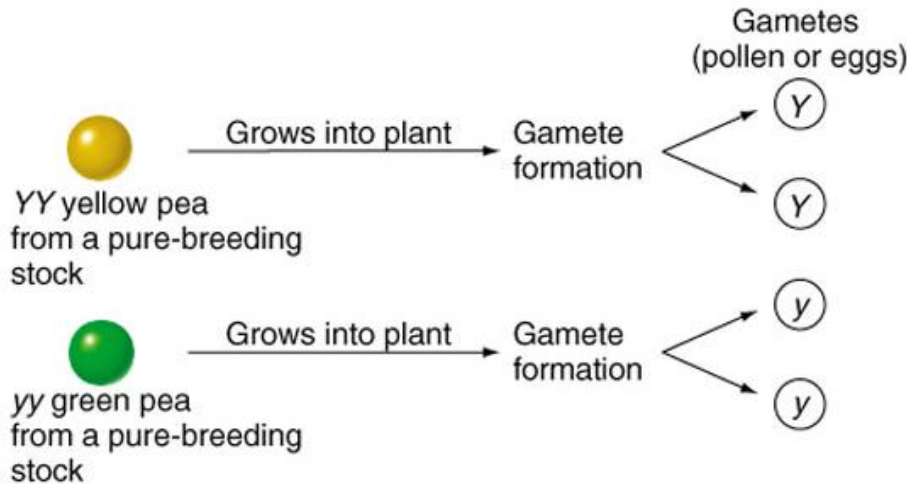 Gametes
(pollen or eggs)
Y
Grows into plant
Gamete
formation
YY yellow pea
from a pure-breeding
stock
Y
y
Grows into plant
Gamete
formation
yy green pea
from a pure-breeding
stock
y